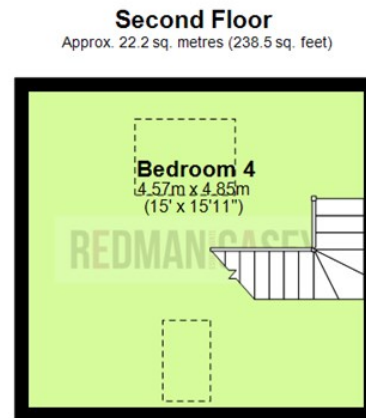 Second Floor
Approx. 22.2 sq. metres (238.5 sq. feet)
Bedroom 4
4.57m x 4.85m
(15' x 15'11")
REDMAN CASEY